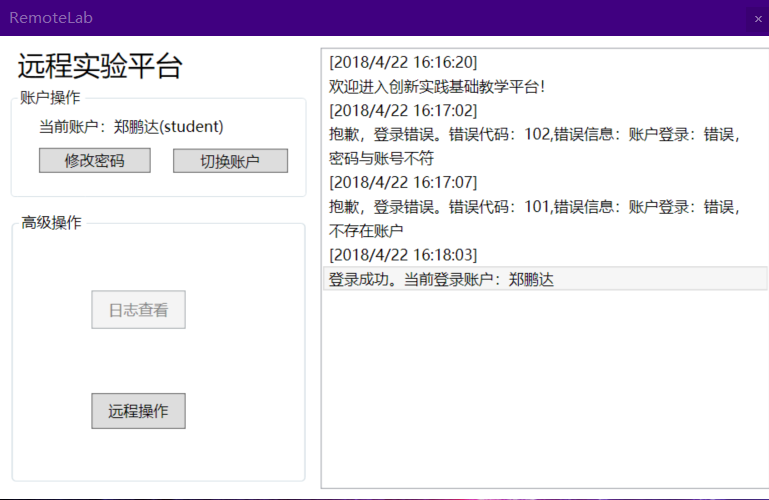 RemoteLab
远程实验平台
账户操作
当前账户：郑鹏达(student)
修改密码
切换账户
高级操作
日志查看
远程操作
[2018/4/22 16:16:20]
欢迎进入创新实践基础教学平台！
[2018/4/22 16:17:02]
抱歉，登录错误。错误代码：102,错误信息：账户登录：错误，
密码与账号不符
[2018/4/22 16:17:07]
抱歉，登录错误。错误代码：101,错误信息：账户登录：错误，
不存在账户
[2018/4/22 16:18:03]
登录成功。当前登录账户：郑鹏达